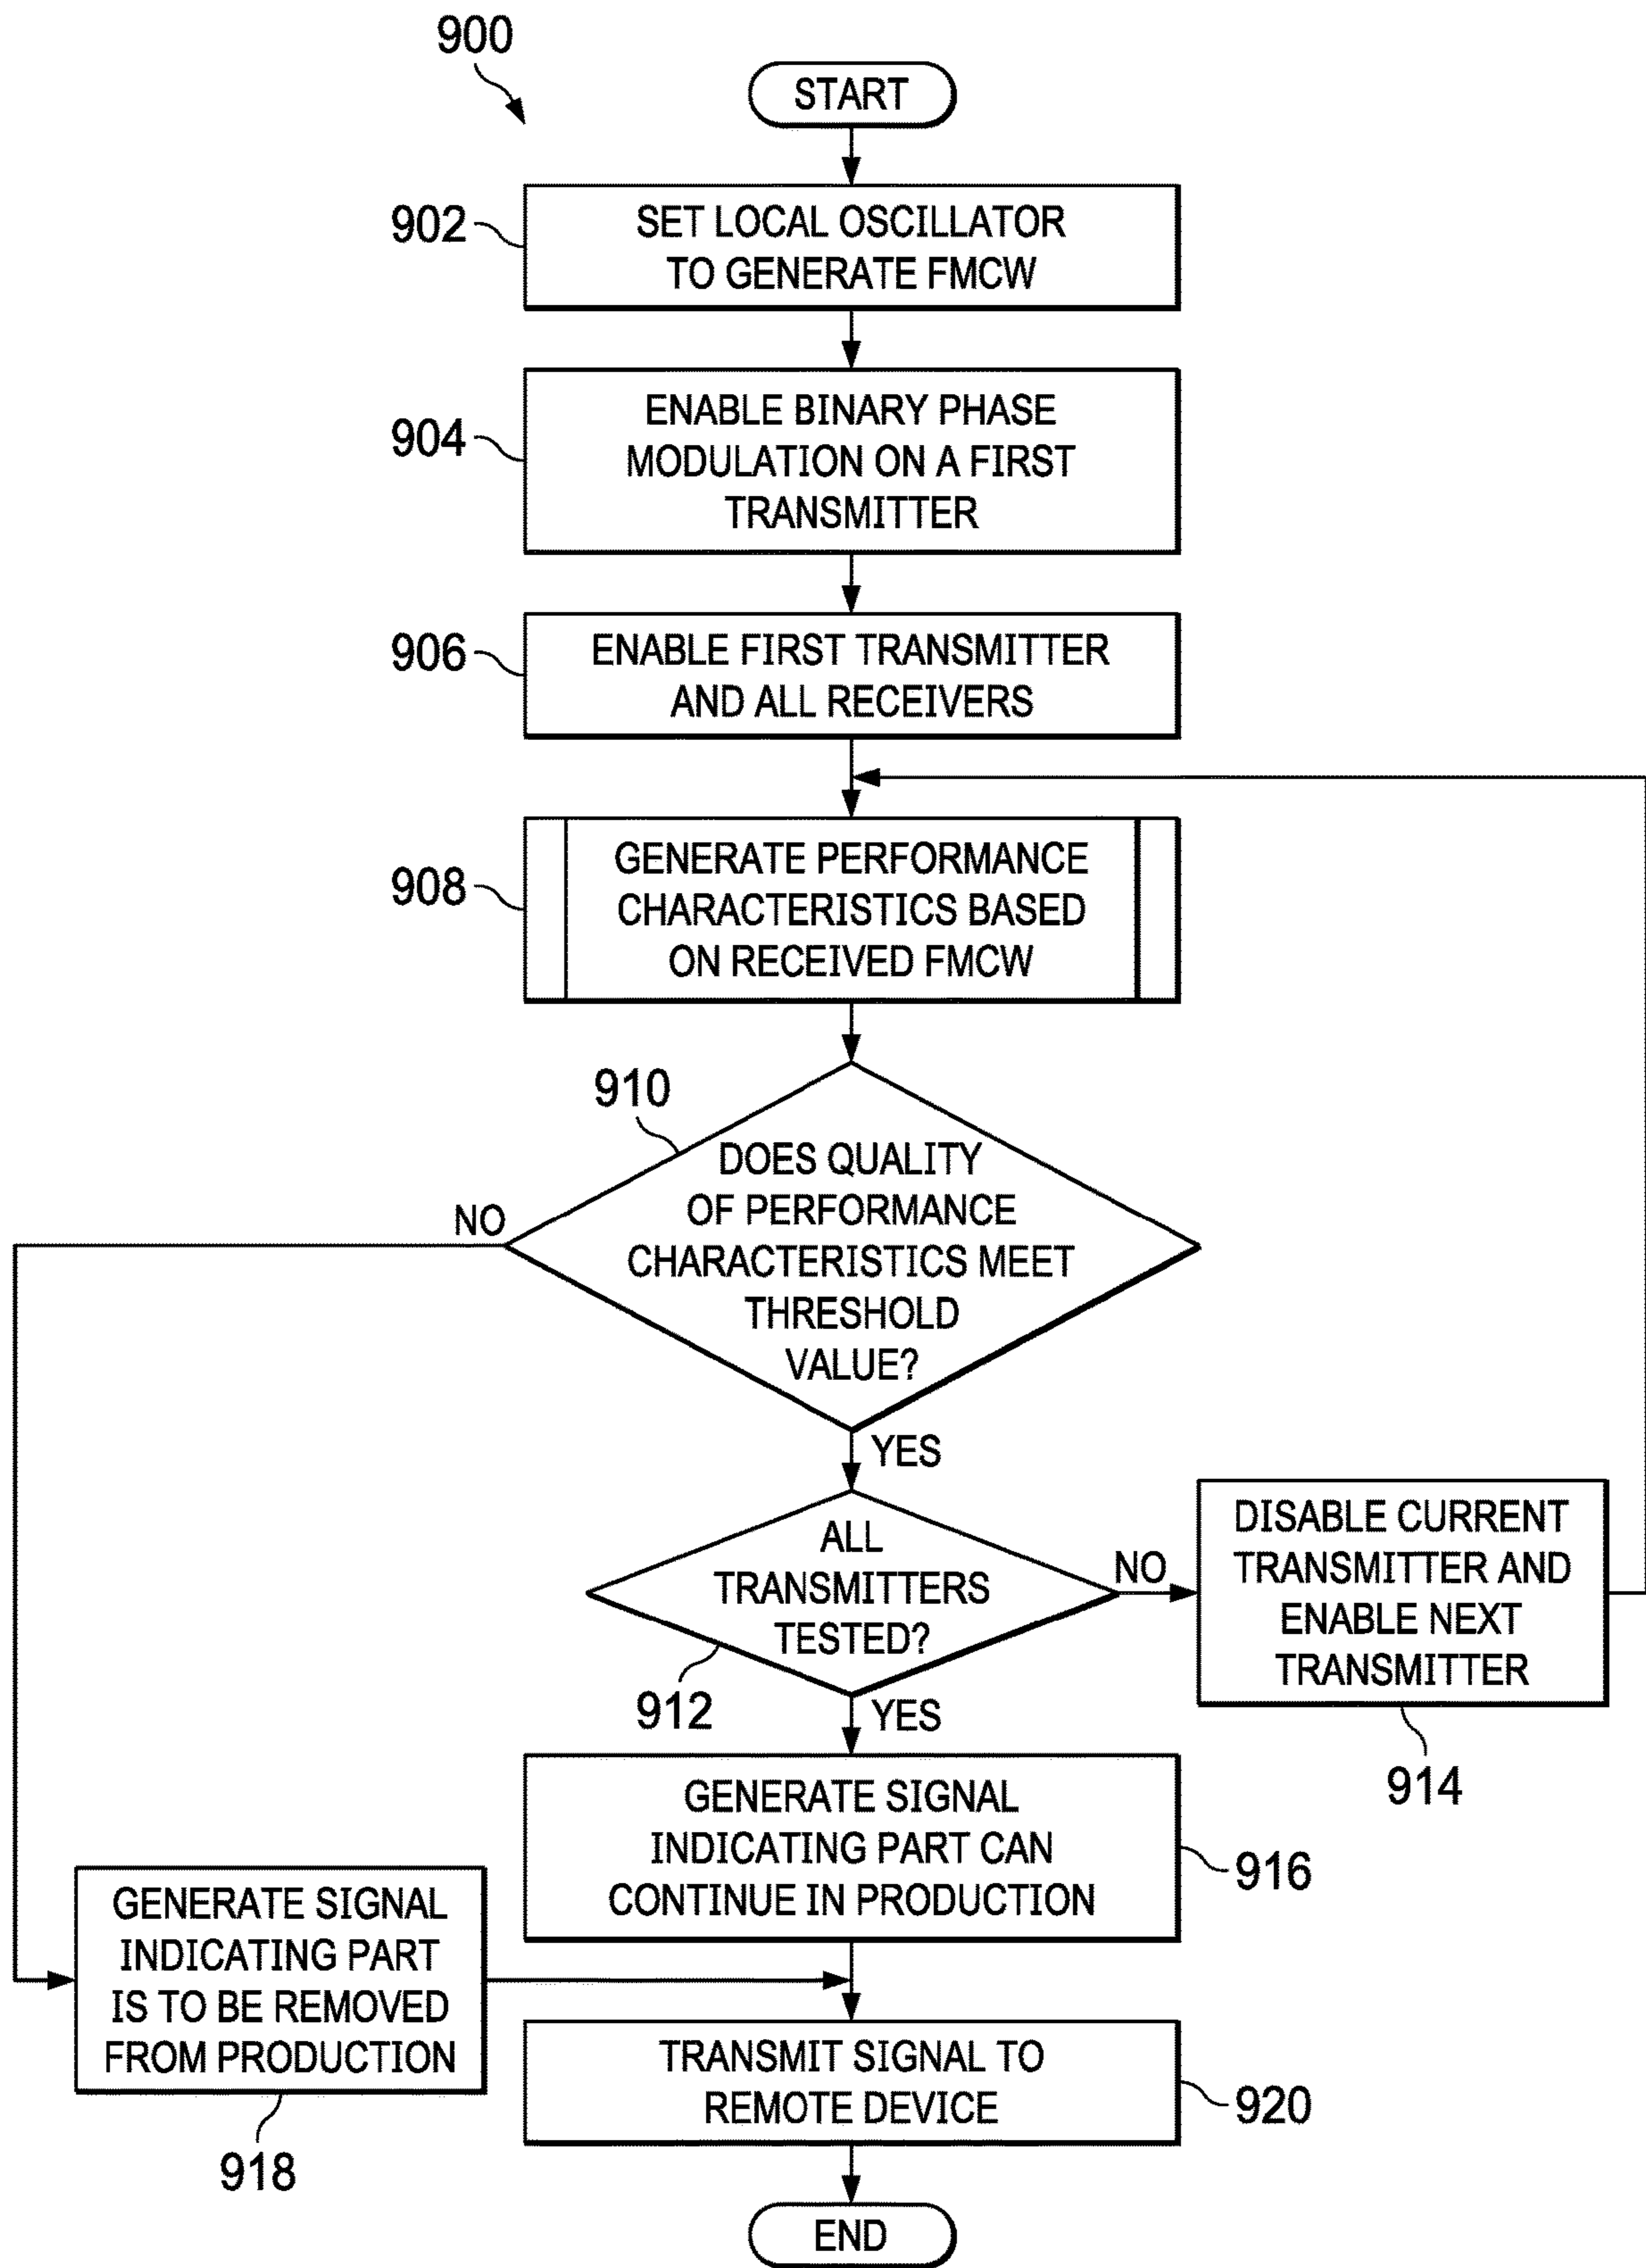 900
START
902
SET LOCAL OSCILLATOR
TO GENERATE FMCW
904
ENABLE BINARY PHASE
MODULATION ON A FIRST
TRANSMITTER
906
ENABLE FIRST TRANSMITTER
AND ALL RECEIVERS
908
GENERATE PERFORMANCE
CHARACTERISTICS BASED
ON RECEIVED FMCW
910
DOES QUALITY
OF PERFORMANCE
CHARACTERISTICS MEET
THRESHOLD
VALUE?
NO
YES
ALL
TRANSMITTERS
TESTED?
912
NO
DISABLE CURRENT
TRANSMITTER AND
ENABLE NEXT
TRANSMITTER
914
YES
GENERATE SIGNAL
INDICATING PART CAN
CONTINUE IN PRODUCTION
916
GENERATE SIGNAL
INDICATING PART
IS TO BE REMOVED
FROM PRODUCTION
918
TRANSMIT SIGNAL TO
REMOTE DEVICE
920
END